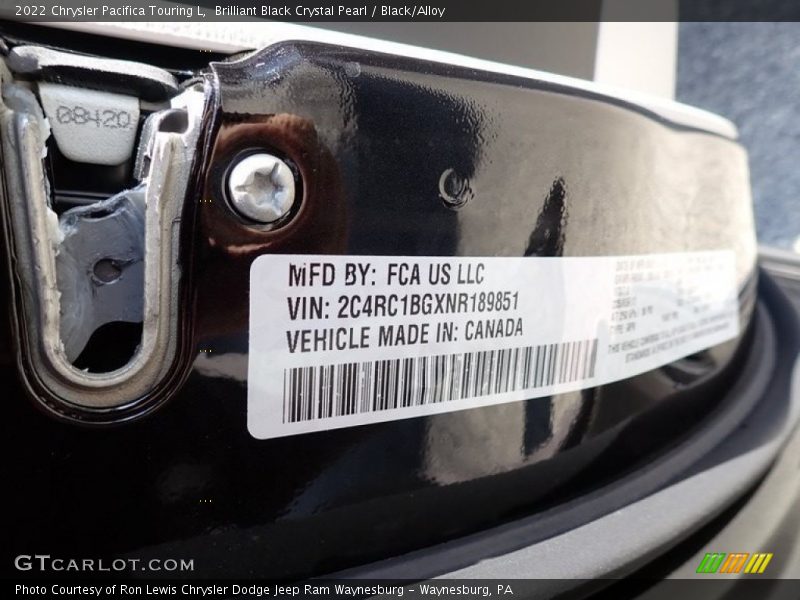 2022 Chrysler Pacifica Touring L, Brilliant Black Crystal Pearl / Black/Alloy
08420
MFD BY: FCA US LLC
VIN: 2C4RC1BGXNR189851
VEHICLE MADE IN: CANADA
GTCARLOT.COM
Photo Courtesy of Ron Lewis Chrysler Dodge Jeep Ram Waynesburg – Waynesburg, PA